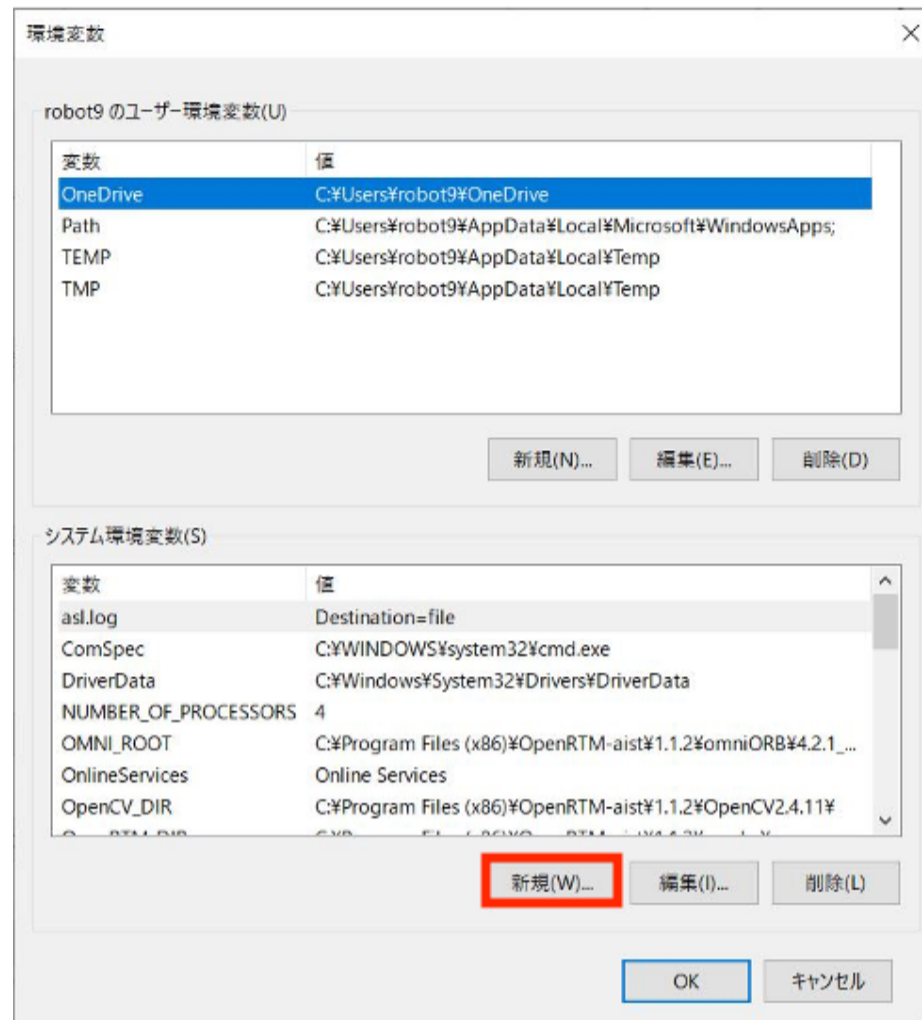 環境変数
robot9 のユーザー環境変数(U)
変数 値
OneDrive C:¥Users¥robot9¥OneDrive
Path C:¥Users¥robot9¥AppData¥Local¥Microsoft¥WindowsApps;
TEMP C:¥Users¥robot9¥AppData¥Local¥Temp
TMP C:¥Users¥robot9¥AppData¥Local¥Temp
新規(N)... 編集(E)... 削除(D)
システム環境変数(S)
変数 値
asl.log Destination=file
ComSpec C:¥WINDOWS¥system32¥cmd.exe
DriverData C:¥Windows¥System32¥Drivers¥DriverData
NUMBER_OF_PROCESSORS 4
OMNI_ROOT C:¥Program Files (x86)¥OpenRTM-aist¥1.1.2¥omniORB¥4.2.1_...
OnlineServices Online Services
OpenCV_DIR C:¥Program Files (x86)¥OpenRTM-aist¥1.1.2¥OpenCV2.4.11¥
新規(W)... 編集(I)... 削除(L)
OK キャンセル